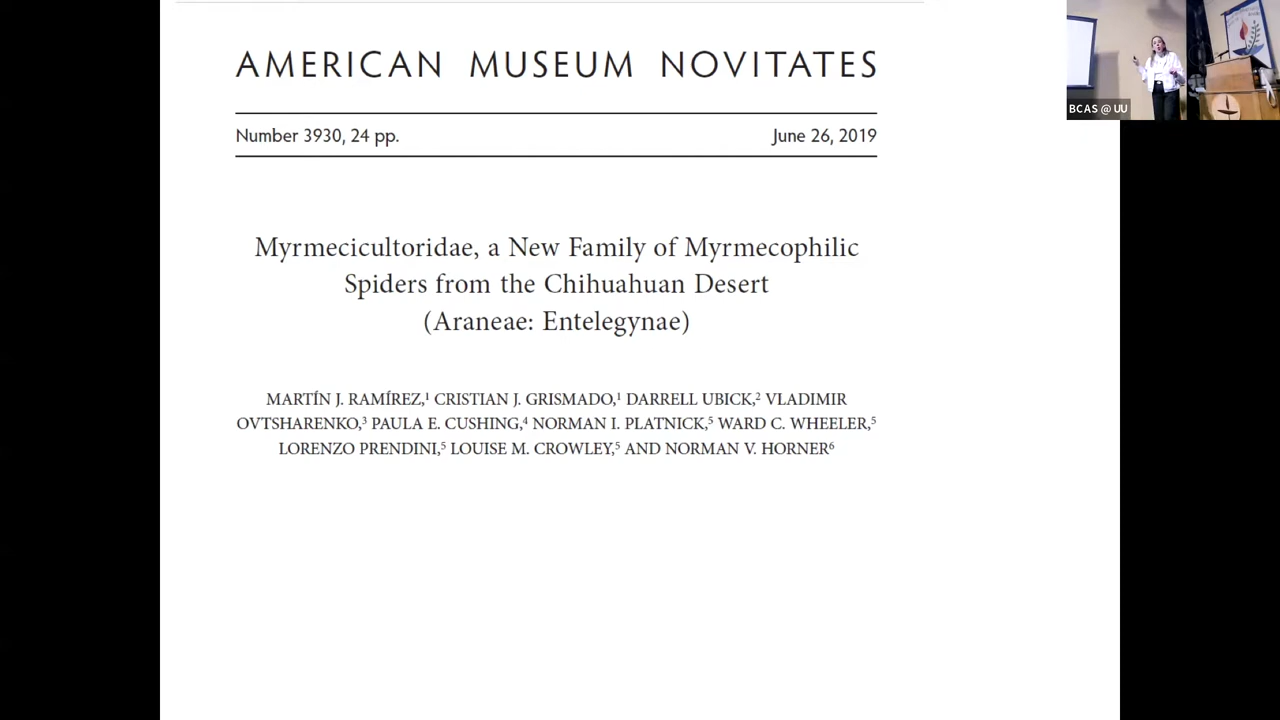 AMERICAN MUSEUM NOVITATES
Number 3930, 24 pp.
June 26, 2019
Myrmecicultoridae, a New Family of Myrmecophilic
Spiders from the Chihuahuan Desert
(Araneae: Entelegynae)
MARTÍN J. RAMÍREZ,¹ CRISTIAN J. GRISMADO,¹ DARRELL UBICK,² VLADIMIR
OVTSHARENKO,³ PAULA E. CUSHING,⁴ NORMAN I. PLATNICK,⁵ WARD C. WHEELER,⁵
LORENZO PRENDINI,⁵ LOUISE M. CROWLEY,⁵ AND NORMAN V. HORNER⁶
BCAS @ UU